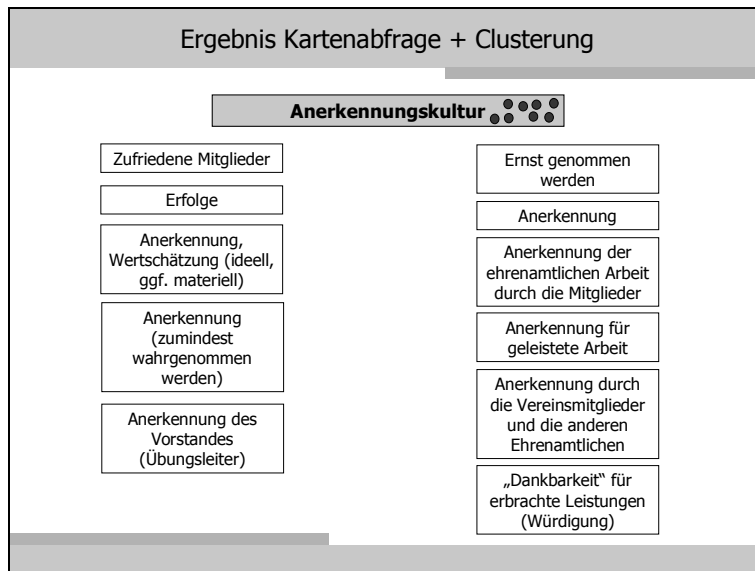 Ergebnis Kartenabfrage + Clusterung
Anerkennungskultur
Zufriedene Mitglieder
Erfolge
Anerkennung,
Wertschätzung (ideell,
ggf. materiell)
Anerkennung
(zumindest
wahrgenommen
werden)
Anerkennung des
Vorstandes
(Übungsleiter)
Ernst genommen
werden
Anerkennung
Anerkennung der
ehrenamtlichen Arbeit
durch die Mitglieder
Anerkennung für
geleistete Arbeit
Anerkennung durch
die Vereinsmitglieder
und die anderen
Ehrenamtlichen
„Dankbarkeit“ für
erbrachte Leistungen
(Würdigung)